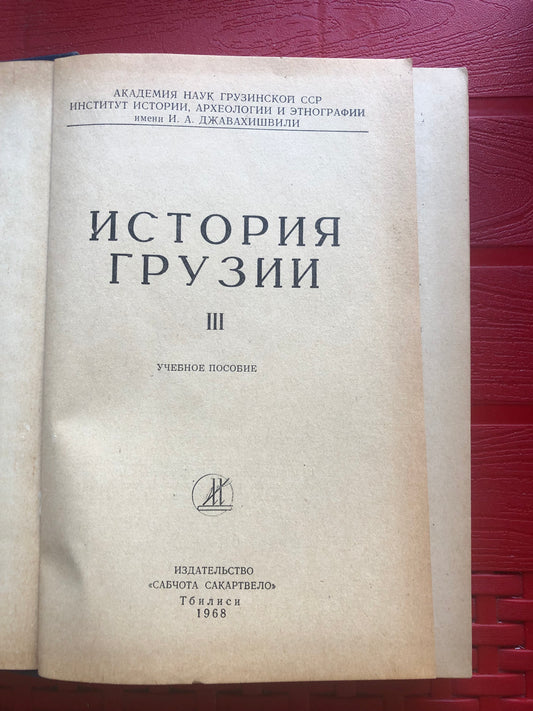 АКАДЕМИЯ НАУК ГРУЗИНСКОЙ ССР
ИНСТИТУТ ИСТОРИИ, АРХЕОЛОГИИ И ЭТНОГРАФИИ
имени И. А. ДЖАВАХИШВИЛИ
ИСТОРИЯ
ГРУЗИИ
III
УЧЕБНОЕ ПОСОБИЕ
ИЗДАТЕЛЬСТВО
«САБЧОТА САКАРТВЕЛО»
Тбилиси
1968